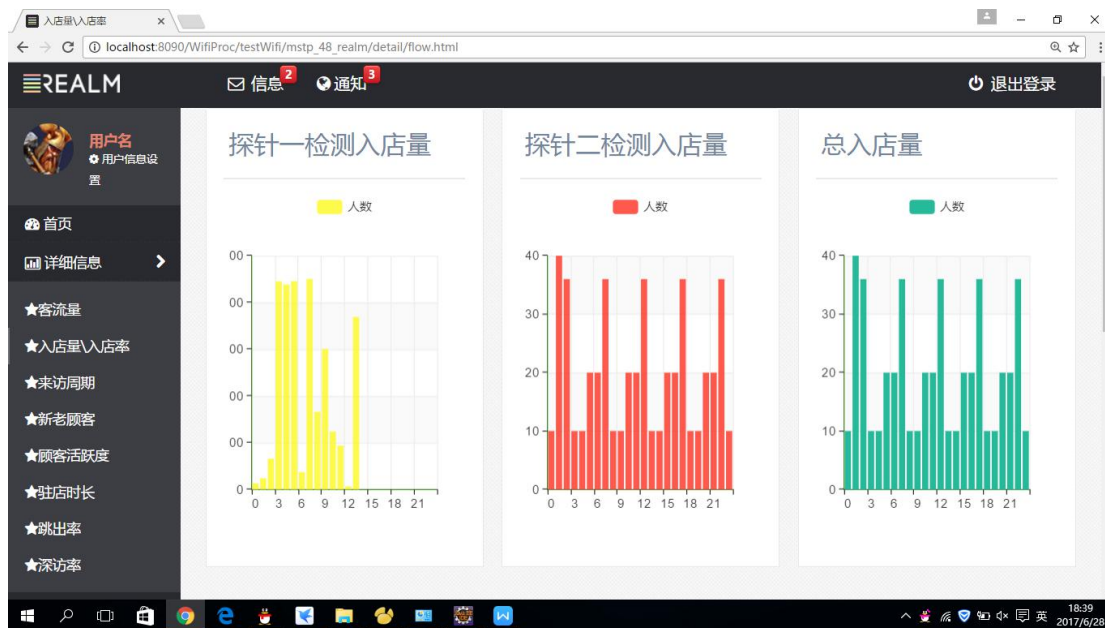 入店量\入店率
localhost:8090/WifiProc/testWifi/mstp_48_realm/detail/flow.html
REALM
信息 2
通知 3
退出登录
用户名
用户信息设
置
首页
详细信息
★客流量
★入店量\入店率
★来访周期
★新老顾客
★顾客活跃度
★驻店时长
★跳出率
★深访率
探针一检测入店量
人数
00
00
00
00
00
0
0 3 6 9 12 15 18 21
探针二检测入店量
人数
40
30
20
10
0
0 3 6 9 12 15 18 21
总入店量
人数
40
30
20
10
0
0 3 6 9 12 15 18 21
英
18:39
2017/6/28